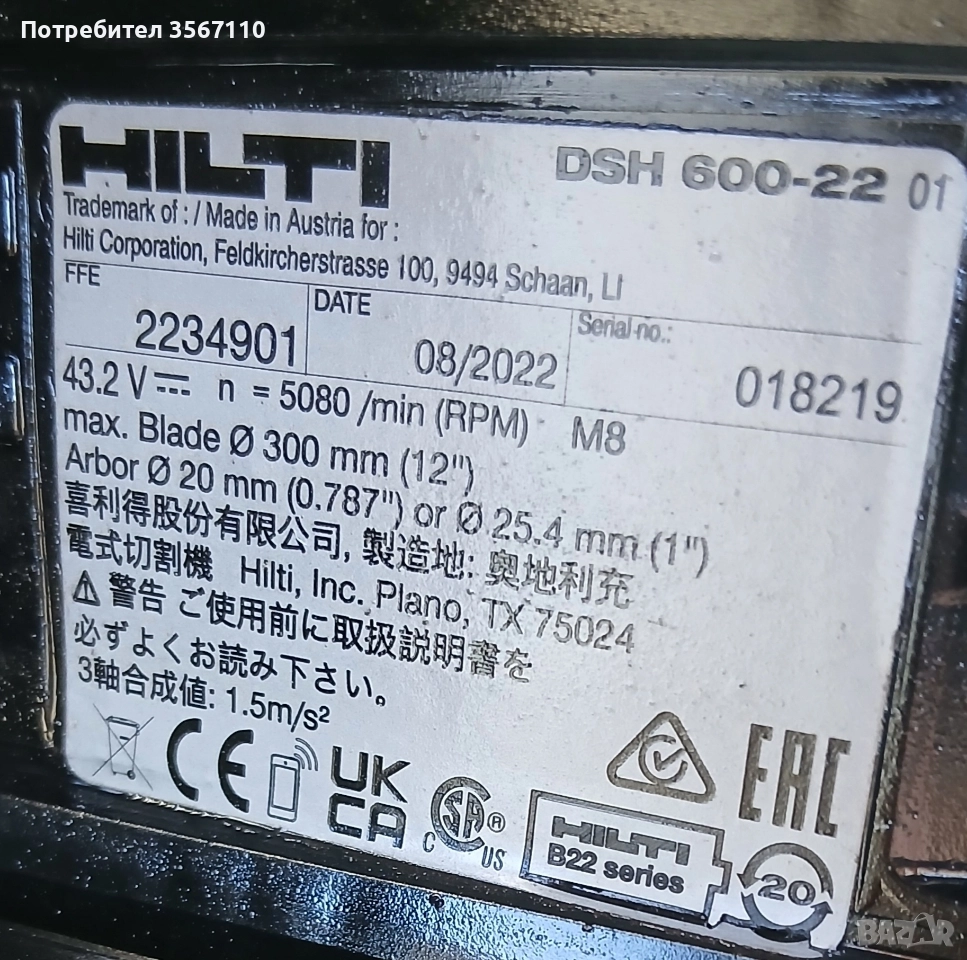 Потребител 3567110
HILTI
DSH 600-22 01
Trademark of : / Made in Austria for :
Hilti Corporation, Feldkircherstrasse 100, 9494 Schaan, LI
FFE
2234901
DATE
08/2022
Serial no.:
018219
43.2 V n = 5080 /min (RPM) M8
max. Blade Ø 300 mm (12")
Arbor Ø 20 mm (0.787") or Ø 25.4 mm (1")
喜利得股份有限公司, 製造地: 奧地利充
電式切割機 Hilti, Inc. Plano, TX 75024
⚠ 警告 ご使用前に取扱説明書を
必ずよくお読み下さい。
3軸合成値: 1.5m/s²
CE
UK
CA
C SA ® US
EAC
HILTI
B22 series
20
BAZAR